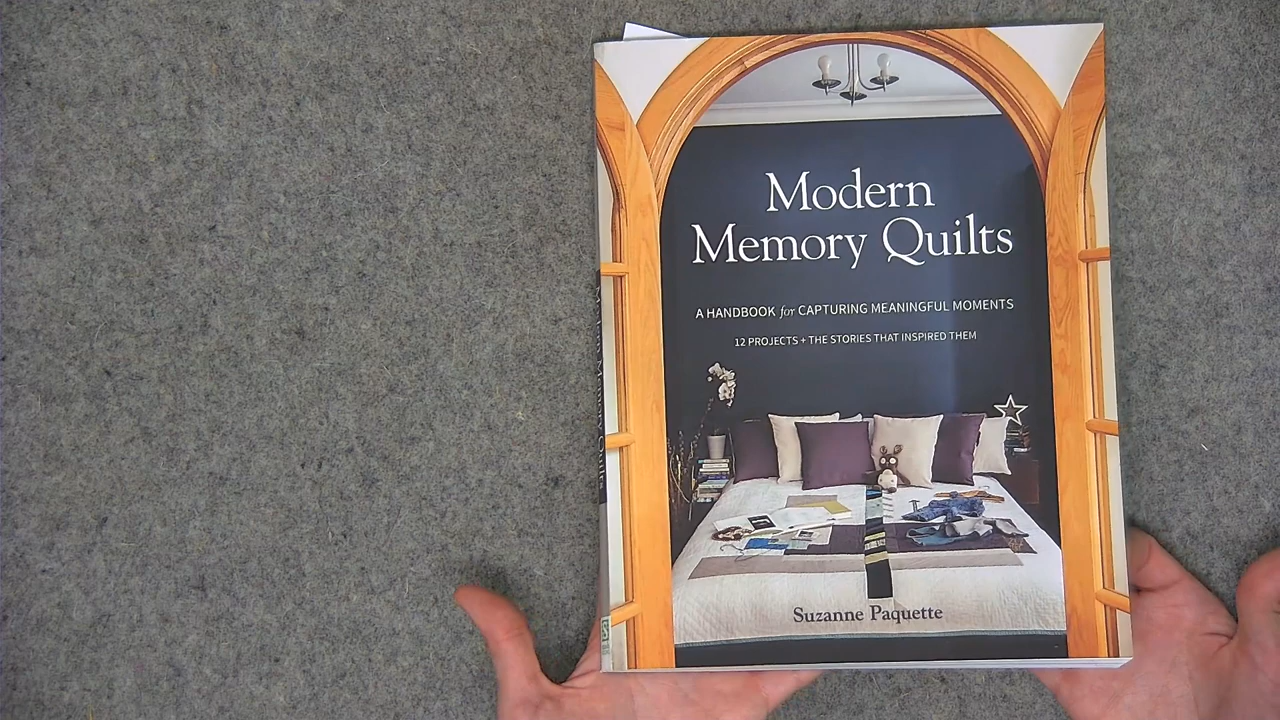 Modern
Memory Quilts
A HANDBOOK for CAPTURING MEANINGFUL MOMENTS
12 PROJECTS + THE STORIES THAT INSPIRED THEM
Suzanne Paquette
Modern Memory Quilts